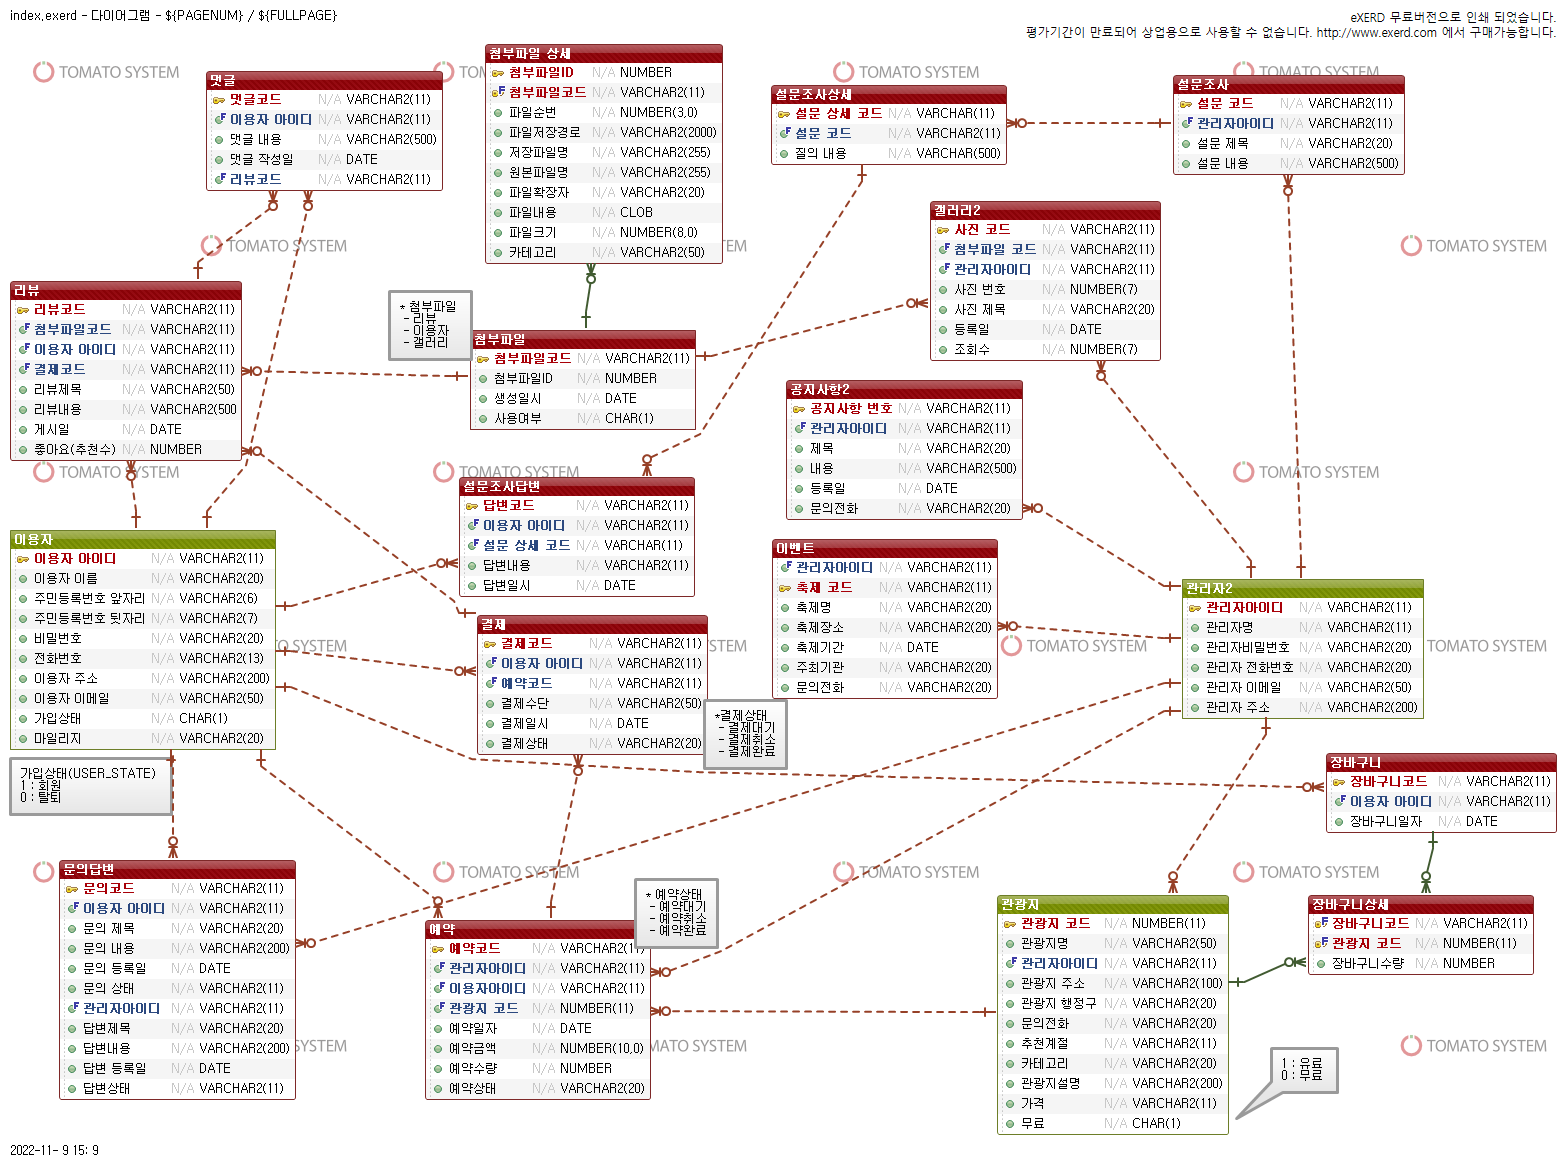 index.exerd - 다이어그램 - ${PAGENUM} / ${FULLPAGE}
eXERD 무료버전으로 인쇄 되었습니다.
평가기간이 만료되어 상업용으로 사용할 수 없습니다. http://www.exerd.com 에서 구매가능합니다.
TOMATO SYSTEM
TOMATO SYSTEM
TOMATO SYSTEM
댓글
댓글코드 N/A VARCHAR2(11)
이용자 아이디 N/A VARCHAR2(11)
댓글 내용 N/A VARCHAR2(500)
댓글 작성일 N/A DATE
리뷰코드 N/A VARCHAR2(11)
첨부파일 상세
첨부파일ID N/A NUMBER
첨부파일코드 N/A VARCHAR2(11)
파일순번 N/A NUMBER(3,0)
파일저장경로 N/A VARCHAR2(2000)
저장파일명 N/A VARCHAR2(255)
원본파일명 N/A VARCHAR2(255)
파일확장자 N/A VARCHAR2(20)
파일내용 N/A CLOB
파일크기 N/A NUMBER(8,0)
카테고리 N/A VARCHAR2(50)
설문조사상세
설문 상세 코드 N/A VARCHAR(11)
설문 코드 N/A VARCHAR2(11)
질의 내용 N/A VARCHAR(500)
설문조사
설문 코드 N/A VARCHAR2(11)
관리자아이디 N/A VARCHAR2(11)
설문 제목 N/A VARCHAR2(20)
설문 내용 N/A VARCHAR2(500)
갤러리2
사진 코드 N/A VARCHAR2(11)
첨부파일 코드 N/A VARCHAR2(11)
관리자아이디 N/A VARCHAR2(11)
사진 번호 N/A NUMBER(7)
사진 제목 N/A VARCHAR2(20)
등록일 N/A DATE
조회수 N/A NUMBER(7)
TOMATO SYSTEM
SYSTEM
TOMATO SYSTEM
리뷰
리뷰코드 N/A VARCHAR2(11)
첨부파일코드 N/A VARCHAR2(11)
이용자 아이디 N/A VARCHAR2(11)
결제코드 N/A VARCHAR2(11)
리뷰제목 N/A VARCHAR2(50)
리뷰내용 N/A VARCHAR2(500
게시일 N/A DATE
좋아요(추천수) N/A NUMBER
* 첨부파일
- 리뷰
- 이용자
- 갤러리
첨부파일
첨부파일코드 N/A VARCHAR2(11)
첨부파일ID N/A NUMBER
생성일시 N/A DATE
사용여부 N/A CHAR(1)
공지사항2
공지사항 번호 N/A VARCHAR2(11)
관리자아이디 N/A VARCHAR2(11)
제목 N/A VARCHAR2(20)
내용 N/A VARCHAR2(500)
등록일 N/A DATE
문의전화 N/A VARCHAR2(20)
TOMATO SYSTEM
TOMATO SYSTEM
TOMATO SYSTEM
설문조사답변
답변코드 N/A VARCHAR2(11)
이용자 아이디 N/A VARCHAR2(11)
설문 상세 코드 N/A VARCHAR(11)
답변내용 N/A VARCHAR2(11)
답변일시 N/A DATE
이용자
이용자 아이디 N/A VARCHAR2(11)
이용자 이름 N/A VARCHAR2(20)
주민등록번호 앞자리 N/A VARCHAR2(6)
주민등록번호 뒷자리 N/A VARCHAR2(7)
비밀번호 N/A VARCHAR2(20)
전화번호 N/A VARCHAR2(13)
이용자 주소 N/A VARCHAR2(200)
이용자 이메일 N/A VARCHAR2(50)
가입상태 N/A CHAR(1)
마일리지 N/A VARCHAR2(20)
이벤트
관리자아이디 N/A VARCHAR2(11)
축제 코드 N/A VARCHAR2(11)
축제명 N/A VARCHAR2(20)
축제장소 N/A VARCHAR2(20)
축제기간 N/A DATE
주최기관 N/A VARCHAR2(20)
문의전화 N/A VARCHAR2(20)
관리자2
관리자아이디 N/A VARCHAR2(11)
관리자명 N/A VARCHAR2(11)
관리자비밀번호 N/A VARCHAR2(20)
관리자 전화번호 N/A VARCHAR2(20)
관리자 이메일 N/A VARCHAR2(50)
관리자 주소 N/A VARCHAR2(200)
SYSTEM
SYSTEM
TOMATO SYSTEM
TOMATO SYSTEM
결제
결제코드 N/A VARCHAR2(11)
이용자 아이디 N/A VARCHAR2(11)
예약코드 N/A VARCHAR2(11)
결제수단 N/A VARCHAR2(50)
결제일시 N/A DATE
결제상태 N/A VARCHAR2(20)
*결제상태
- 결제대기
- 결제취소
- 결제완료
가입상태(USER_STATE)
1 : 회원
0 : 탈퇴
장바구니
장바구니코드 N/A VARCHAR2(11)
이용자 아이디 N/A VARCHAR2(11)
장바구니일자 N/A DATE
TOMATO SYSTEM
TOMATO SYSTEM
TOMATO SYSTEM
문의답변
문의코드 N/A VARCHAR2(11)
이용자 아이디 N/A VARCHAR2(11)
문의 제목 N/A VARCHAR2(20)
문의 내용 N/A VARCHAR2(200)
문의 등록일 N/A DATE
문의 상태 N/A VARCHAR2(11)
관리자아이디 N/A VARCHAR2(11)
답변제목 N/A VARCHAR2(20)
답변내용 N/A VARCHAR2(200)
답변 등록일 N/A DATE
답변상태 N/A VARCHAR2(11)
* 예약상태
- 예약대기
- 예약취소
- 예약완료
예약
예약코드 N/A VARCHAR2(11)
관리자아이디 N/A VARCHAR2(11)
이용자아이디 N/A VARCHAR2(11)
관광지 코드 N/A NUMBER(11)
예약일자 N/A DATE
예약금액 N/A NUMBER(10,0)
예약수량 N/A NUMBER
예약상태 N/A VARCHAR2(20)
관광지
관광지 코드 N/A NUMBER(11)
관광지명 N/A VARCHAR2(50)
관리자아이디 N/A VARCHAR2(11)
관광지 주소 N/A VARCHAR2(100)
관광지 행정구 N/A VARCHAR2(20)
문의전화 N/A VARCHAR2(20)
추천계절 N/A VARCHAR2(11)
카테고리 N/A VARCHAR2(20)
관광지설명 N/A VARCHAR2(200)
가격 N/A VARCHAR2(11)
무료 N/A CHAR(1)
장바구니상세
장바구니코드 N/A VARCHAR2(11)
관광지 코드 N/A NUMBER(11)
장바구니수량 N/A NUMBER
SYSTEM
TOMATO SYSTEM
TOMATO SYSTEM
1 : 유료
0 : 무료
2022-11- 9 15: 9